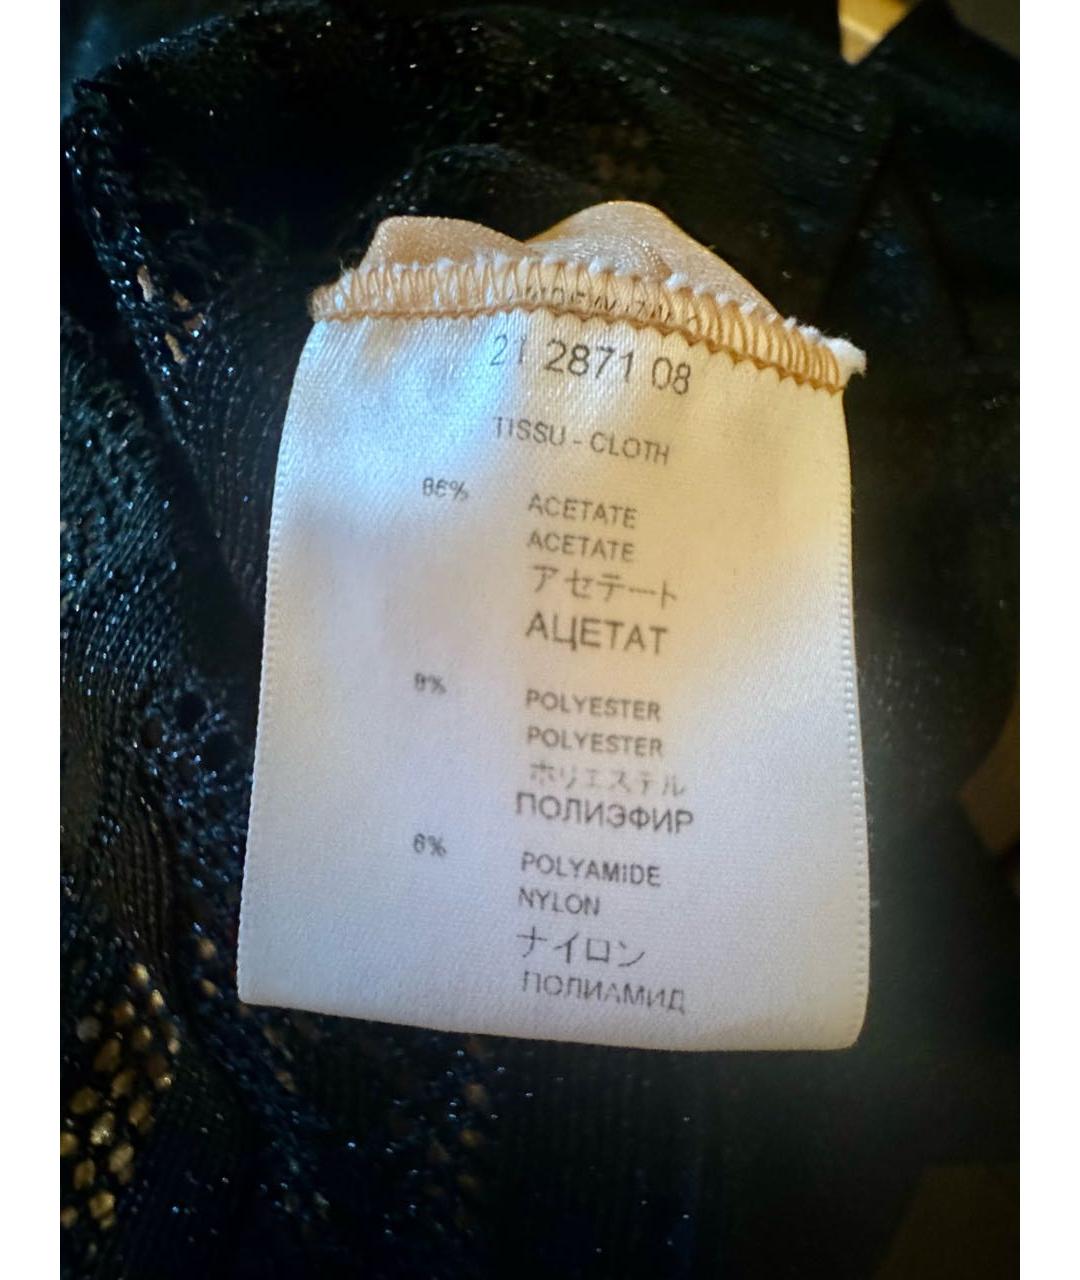 21 2871 08
TISSU - CLOTH
86% ACETATE
ACETATE
アセテート
АЦЕТАТ
8% POLYESTER
POLYESTER
ポリエステル
ПОЛИЭФИР
6% POLYAMIDE
NYLON
ナイロン
ПОЛИАМИД